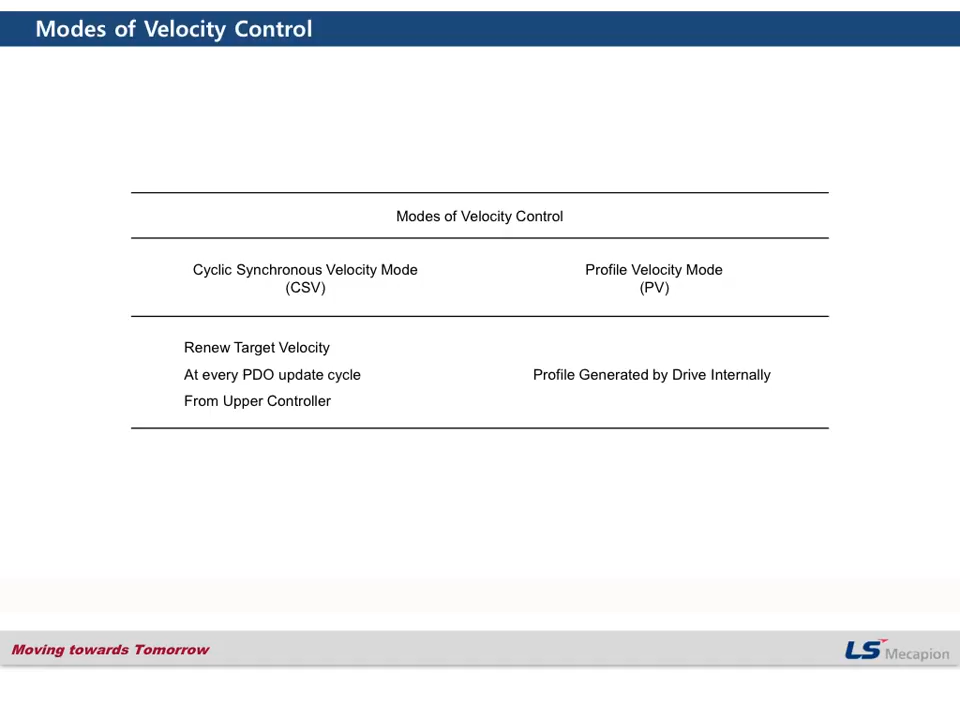 Modes of Velocity Control
Modes of Velocity Control
Cyclic Synchronous Velocity Mode
(CSV)
Profile Velocity Mode
(PV)
Renew Target Velocity
At every PDO update cycle
From Upper Controller
Profile Generated by Drive Internally
Moving towards Tomorrow
LS Mecapion